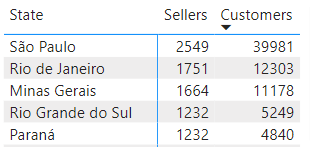 State Sellers Customers
São Paulo 2549 39981
Rio de Janeiro 1751 12303
Minas Gerais 1664 11178
Rio Grande do Sul 1232 5249
Paraná 1232 4840